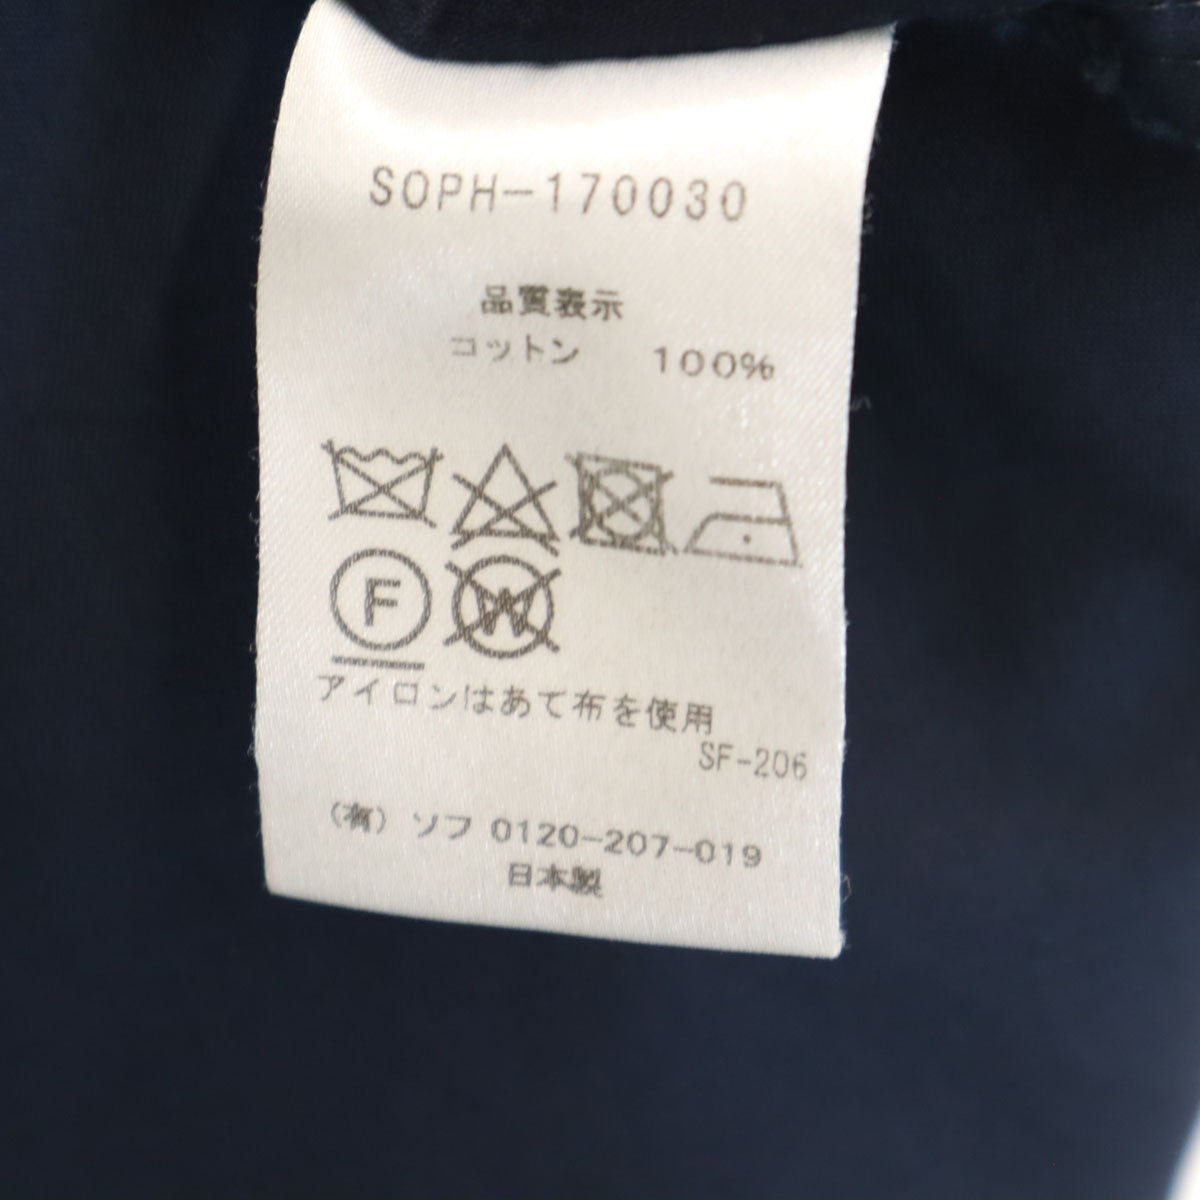 SOPH-170030
品質表示
コットン 100%
F W
アイロンはあて布を使用
SF-206
(有) ソフ 0120-207-019
日本製